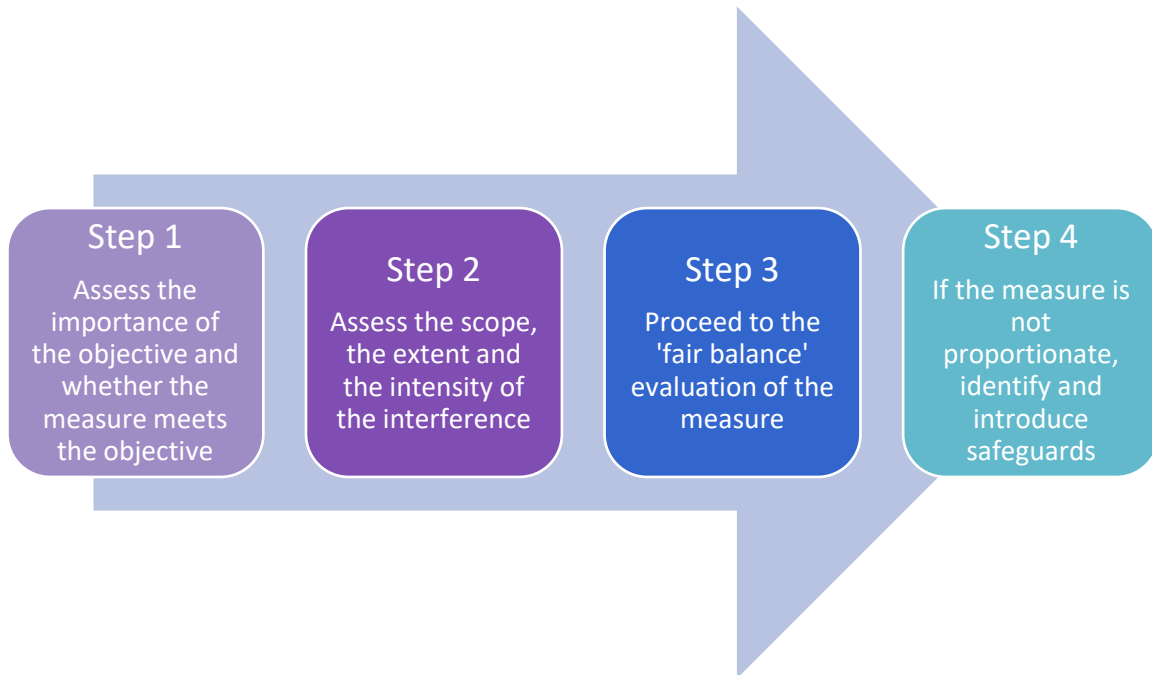 Step 1
Assess the
importance of
the objective and
whether the
measure meets
the objective
Step 2
Assess the scope,
the extent and
the intensity of
the interference
Step 3
Proceed to the
'fair balance'
evaluation of the
measure
Step 4
If the measure is
not
proportionate,
identify and
introduce
safeguards